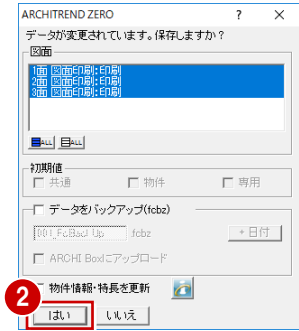 ARCHITREND ZERO ? ×
データが変更されています。保存しますか？
図面
1面 図面印刷:印刷
2面 図面印刷:印刷
3面 図面印刷:印刷
ALL ALL
初期値
共通 物件 専用
データをバックアップ(fcbz)
001_FcBackUp .fcbz +日付
ARCHI Boxにアップロード
物件情報・特長を更新
2
はい いいえ